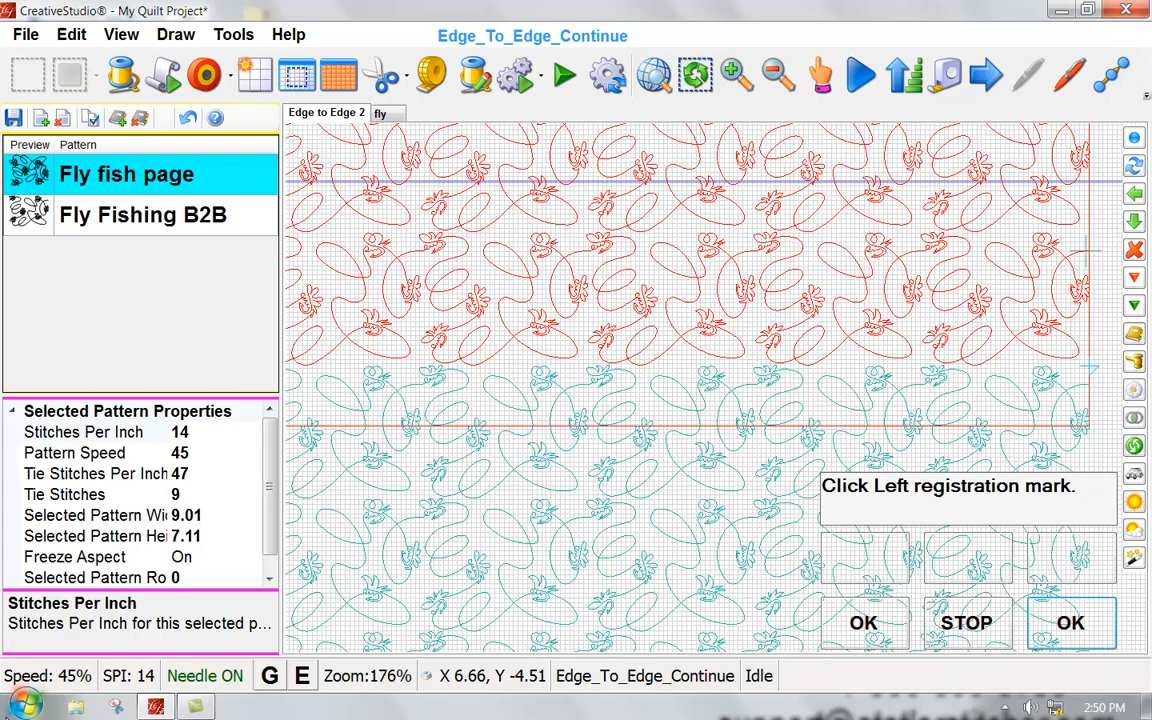 CreativeStudio® - My Quilt Project*
File Edit View Draw Tools Help
Edge_To_Edge_Continue
Edge to Edge 2 fly
Preview Pattern
Fly fish page
Fly Fishing B2B
Selected Pattern Properties
Stitches Per Inch 14
Pattern Speed 45
Tie Stitches Per Inch 47
Tie Stitches 9
Selected Pattern Wi 9.01
Selected Pattern Hei 7.11
Freeze Aspect On
Selected Pattern Ro 0
Stitches Per Inch
Stitches Per Inch for this selected p...
Click Left registration mark.
OK STOP OK
Speed: 45% SPI: 14 Needle ON G E Zoom:176% X 6.66, Y -4.51 Edge_To_Edge_Continue Idle
2:50 PM